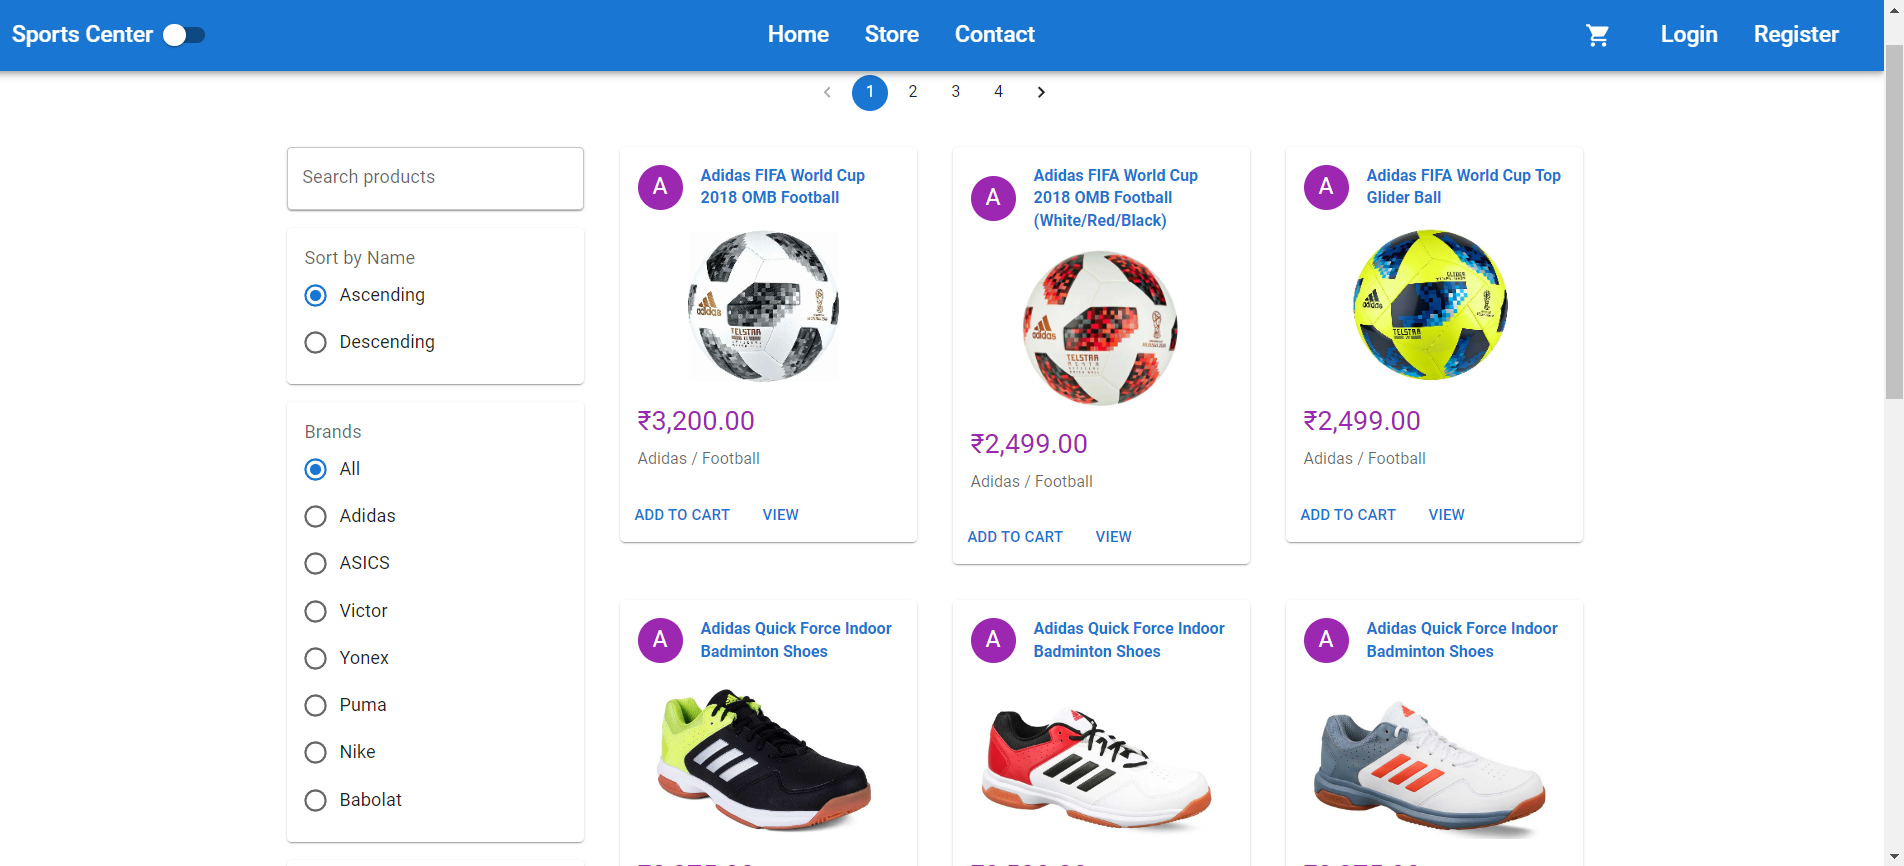 Sports Center
Home Store Contact
Login Register
1 2 3 4
Search products
Sort by Name
Ascending
Descending
Brands
All
Adidas
ASICS
Victor
Yonex
Puma
Nike
Babolat
A
Adidas FIFA World Cup
2018 OMB Football
adidas
TELSTAR
₹3,200.00
Adidas / Football
ADD TO CART VIEW
A
Adidas FIFA World Cup
2018 OMB Football
(White/Red/Black)
adidas
TELSTAR
₹2,499.00
Adidas / Football
ADD TO CART VIEW
A
Adidas FIFA World Cup Top
Glider Ball
GLIDER
adidas
TELSTAR
₹2,499.00
Adidas / Football
ADD TO CART VIEW
A
Adidas Quick Force Indoor
Badminton Shoes
A
Adidas Quick Force Indoor
Badminton Shoes
A
Adidas Quick Force Indoor
Badminton Shoes